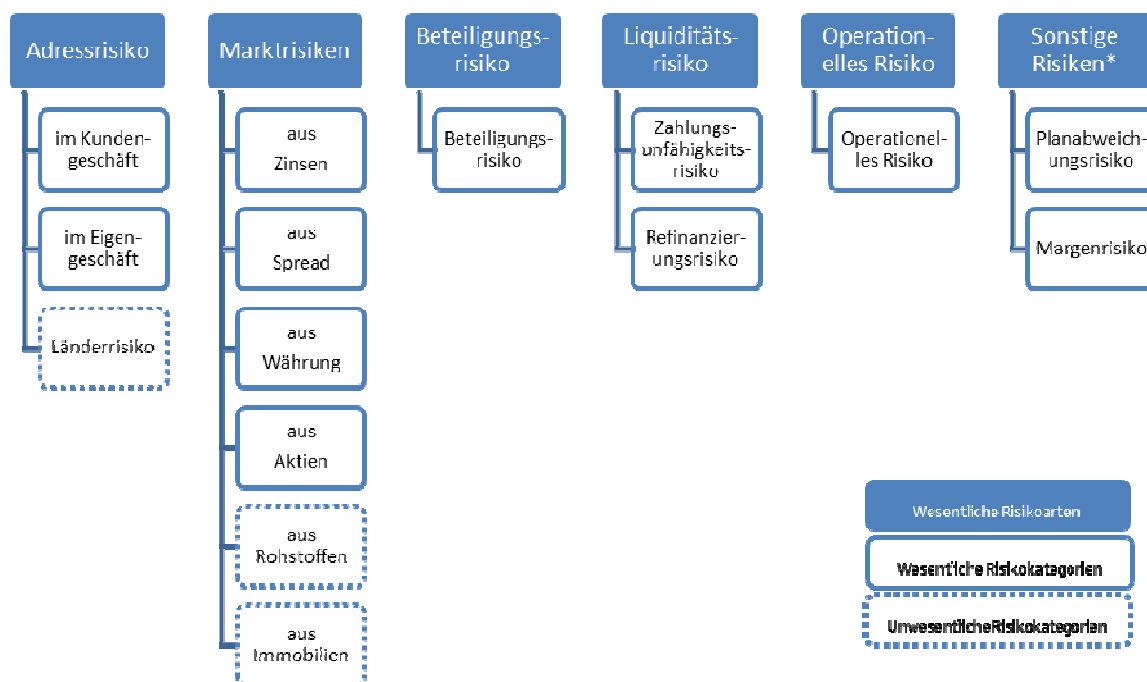 Adressrisiko
im Kunden-
geschäft
im Eigen-
geschäft
Länderrisiko
Marktrisiken
aus
Zinsen
aus
Spread
aus
Währung
aus
Aktien
aus
Rohstoffen
aus
Immobilien
Beteiligungs-
risiko
Beteiligungs-
risiko
Liquiditäts-
risiko
Zahlungs-
unfähigkeits-
risiko
Refinanzier-
ungsrisiko
Operation-
elles Risiko
Operationel-
les Risiko
Sonstige
Risiken*
Planabweich-
ungsrisiko
Margenrisiko
Wesentliche Risikoarten
Wesentliche Risikokategorien
Unwesentliche Risikokategorien